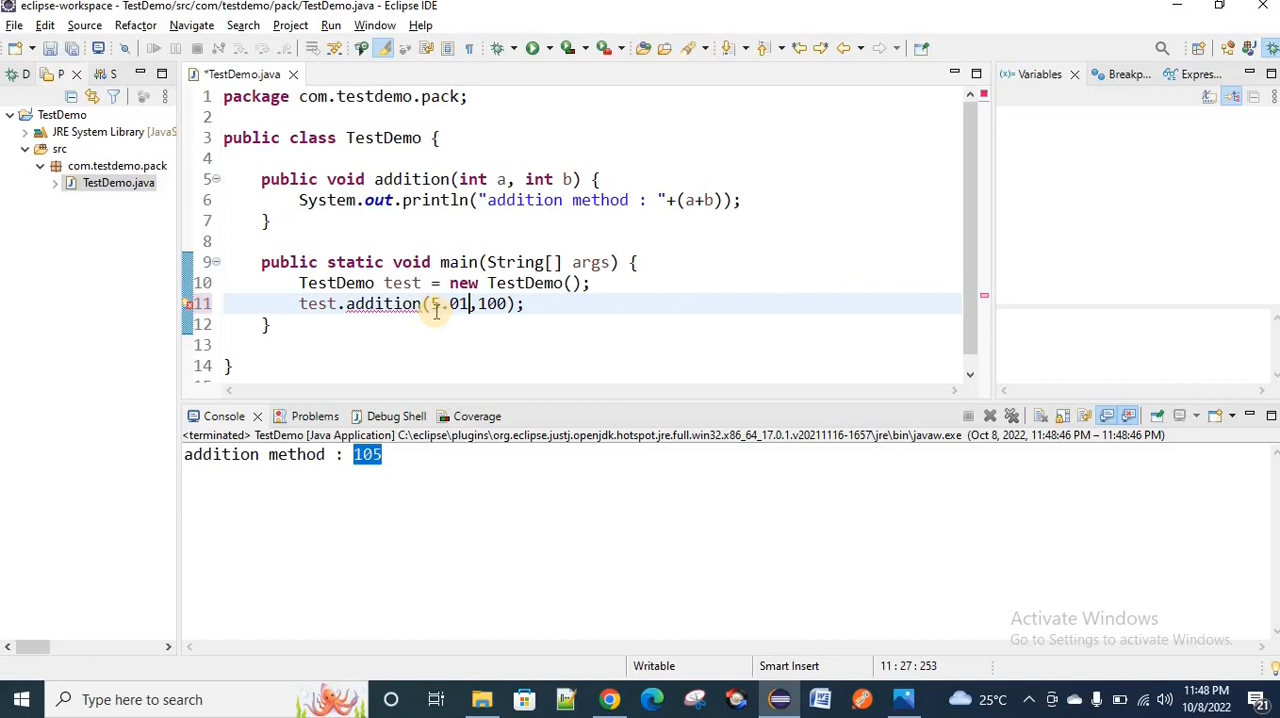 eclipse-workspace - TestDemo/src/com/testdemo/pack/TestDemo.java - Eclipse IDE
File Edit Source Refactor Navigate Search Project Run Window Help
D P S
*TestDemo.java
Variables Breakp... Expres...
TestDemo
JRE System Library [JavaS
src
com.testdemo.pack
TestDemo.java
1 package com.testdemo.pack;
2
3 public class TestDemo {
4
5 public void addition(int a, int b) {
6 System.out.println("addition method : "+(a+b));
7 }
8
9 public static void main(String[] args) {
10 TestDemo test = new TestDemo();
11 test.addition(5.01,100);
12 }
13
14 }
15
Console Problems Debug Shell Coverage
<terminated> TestDemo [Java Application] C:\eclipse\plugins\org.eclipse.justj.openjdk.hotspot.jre.full.win32.x86_64_17.0.1.v20211116-1657\jre\bin\javaw.exe (Oct 8, 2022, 11:48:46 PM – 11:48:46 PM)
addition method : 105
Activate Windows
Go to Settings to activate Windows.
Writable Smart Insert 11 : 27 : 253
Type here to search
25°C
11:48 PM
10/8/2022
21